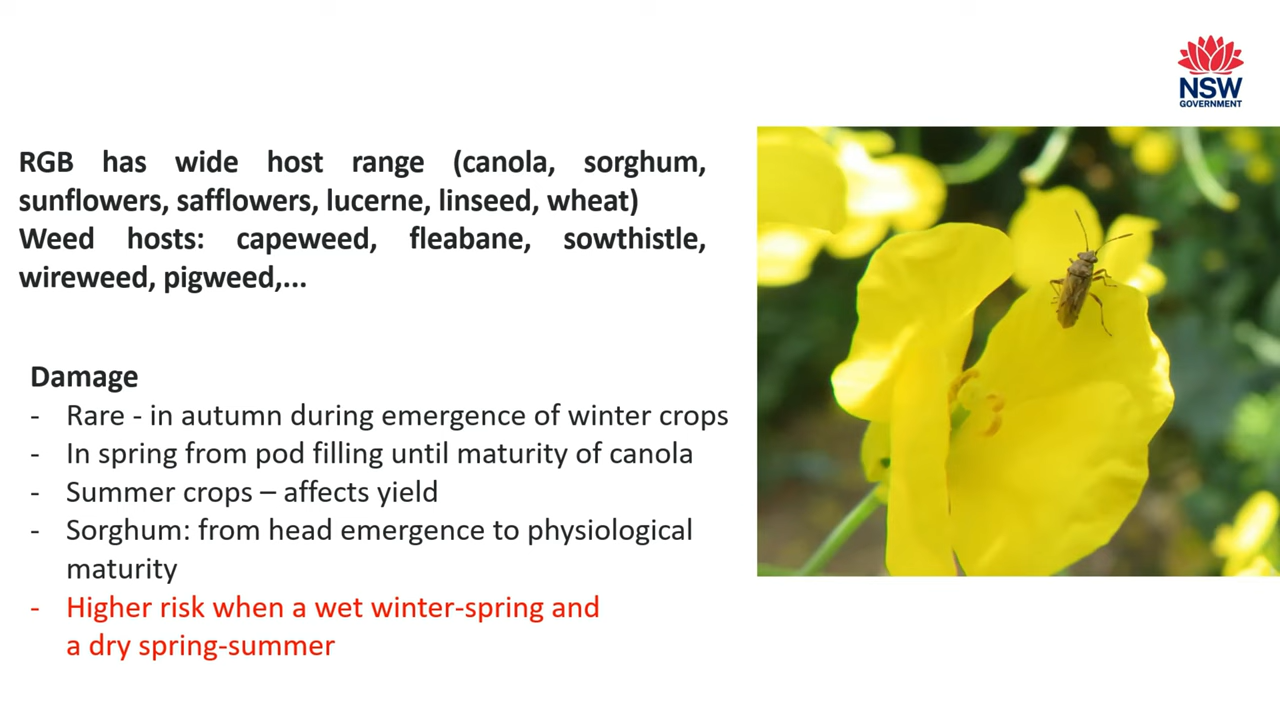 NSW
GOVERNMENT
RGB has wide host range (canola, sorghum,
sunflowers, safflowers, lucerne, linseed, wheat)
Weed hosts: capeweed, fleabane, sowthistle,
wireweed, pigweed,...
Damage
- Rare - in autumn during emergence of winter crops
- In spring from pod filling until maturity of canola
- Summer crops – affects yield
- Sorghum: from head emergence to physiological
maturity
- Higher risk when a wet winter-spring and
a dry spring-summer